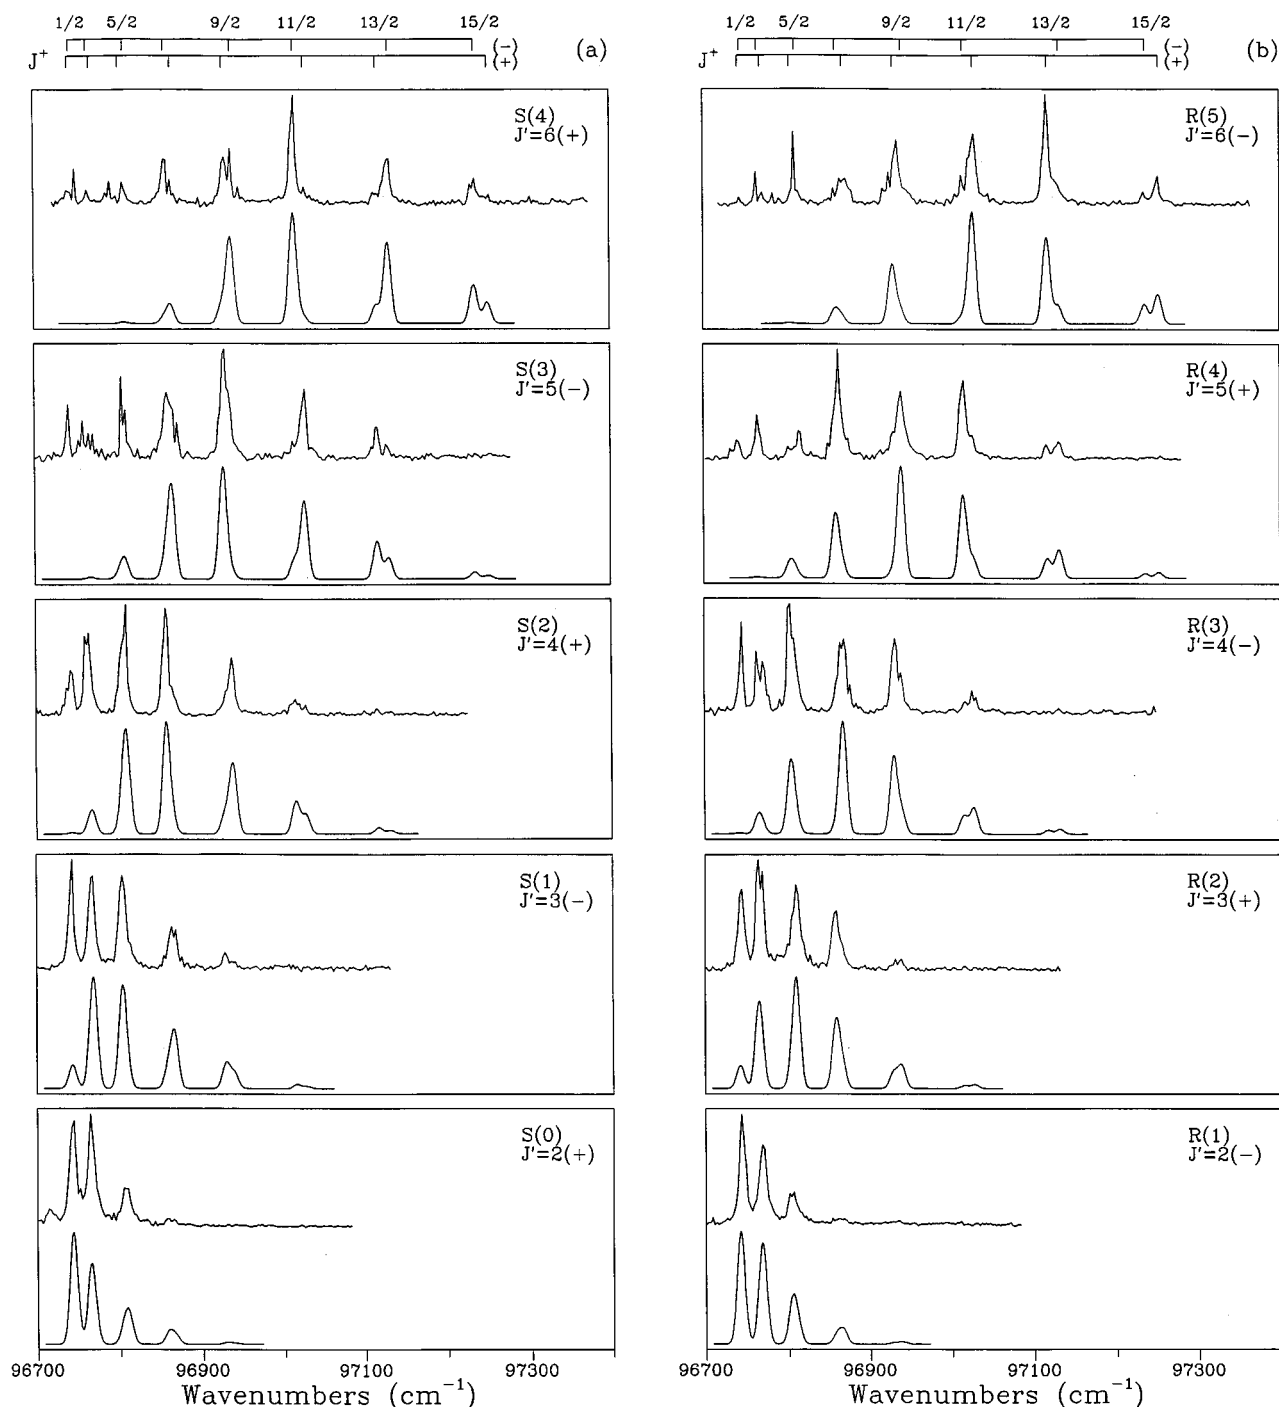 1/2 5/2 9/2 11/2 13/2 15/2
(-)
J+ (+)
(a)
S(4)
J'=6(+)
S(3)
J'=5(-)
S(2)
J'=4(+)
S(1)
J'=3(-)
S(0)
J'=2(+)
96700 96900 97100 97300
Wavenumbers (cm⁻¹)
1/2 5/2 9/2 11/2 13/2 15/2
(-)
J+ (+)
(b)
R(5)
J'=6(-)
R(4)
J'=5(+)
R(3)
J'=4(-)
R(2)
J'=3(+)
R(1)
J'=2(-)
96700 96900 97100 97300
Wavenumbers (cm⁻¹)